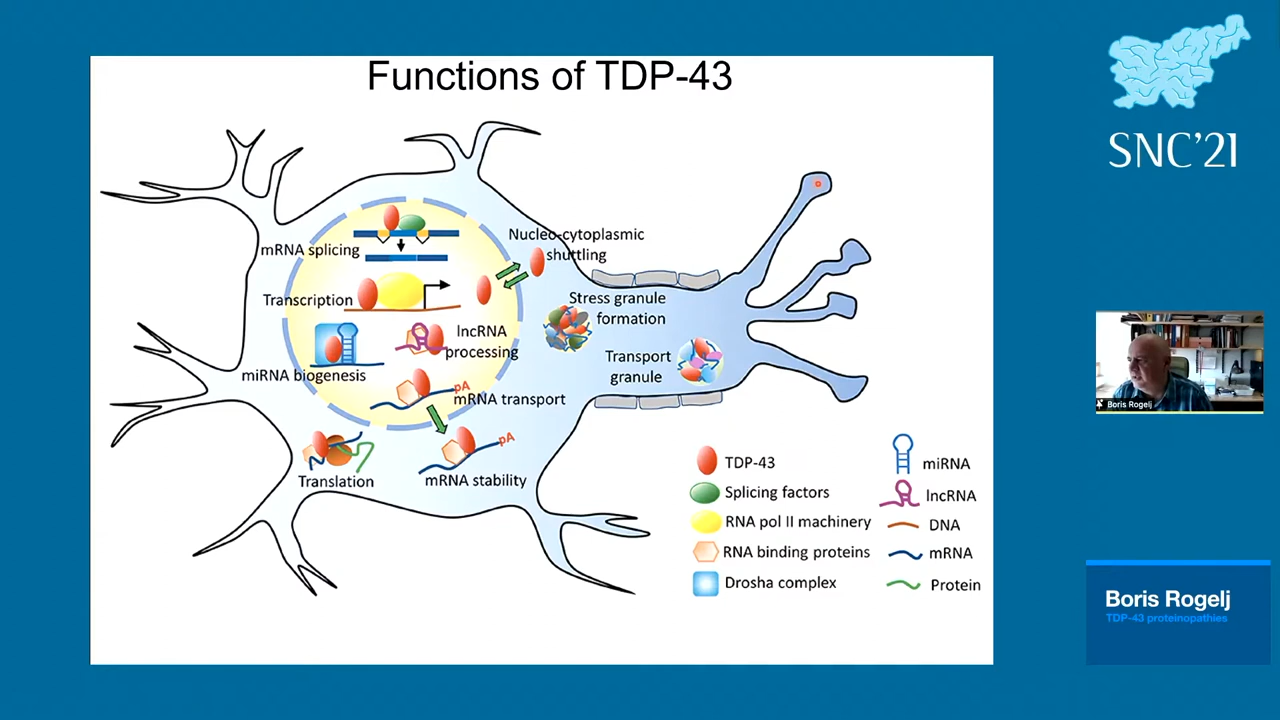 Functions of TDP-43
SNC'21
mRNA splicing
Nucleo-cytoplasmic
shuttling
Transcription
Stress granule
formation
lncRNA
processing
Transport
granule
miRNA biogenesis
pA
mRNA transport
pA
Translation
mRNA stability
TDP-43
Splicing factors
RNA pol II machinery
RNA binding proteins
Drosha complex
miRNA
lncRNA
DNA
mRNA
Protein
Boris Rogelj
Boris Rogelj
TDP-43 proteinopathies